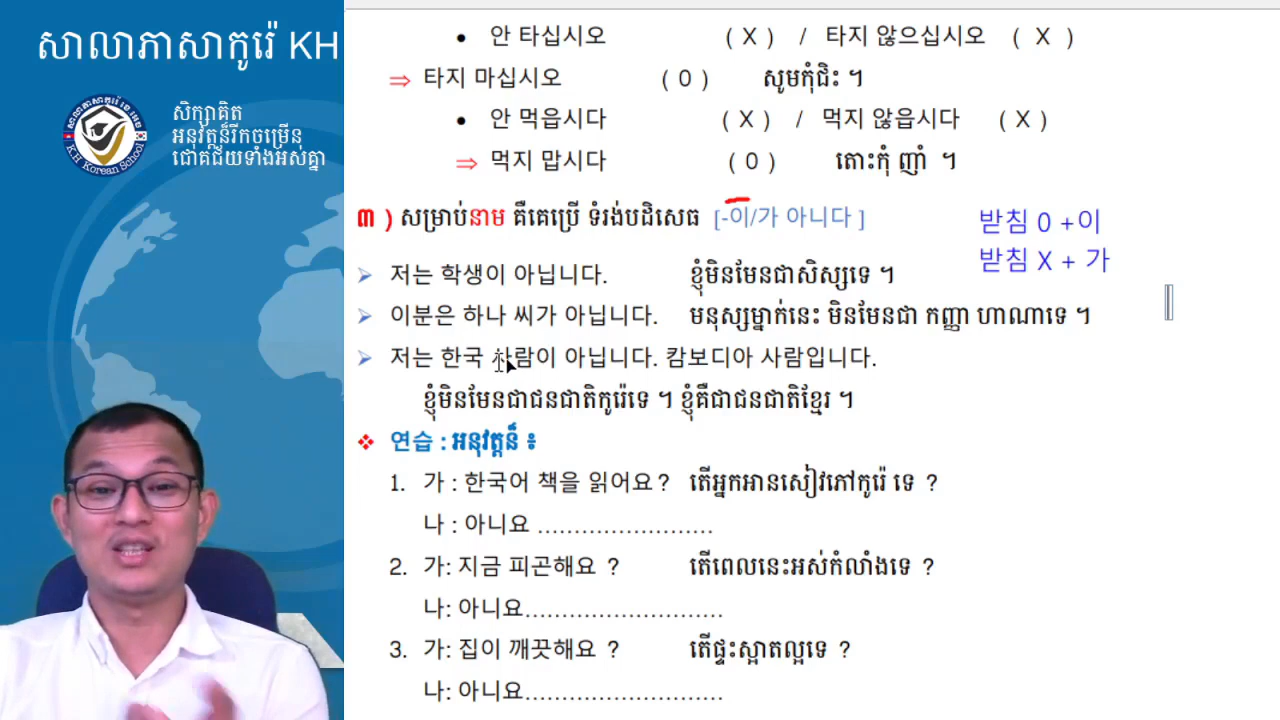 សាលាភាសាកូរ៉េ KH
សិក្សាគិត
អនុវត្តន៍រីកចម្រើន
ជោគជ័យទាំងអស់គ្នា
K.H Korean School
• 안 타십시오 ( X ) / 타지 않으십시오 ( X )
⇒ 타지 마십시오 ( 0 ) សូមកុំជិះ ។
• 안 먹읍시다 ( X ) / 먹지 않읍시다 ( X )
⇒ 먹지 맙시다 ( 0 ) តោះកុំ ញ៉ាំ ។
៣ ) សម្រាប់នាម គឺគេប្រើ ទំរង់បដិសេធ [-이/가 아니다 ]
받침 0 +이
받침 X + 가
➢ 저는 학생이 아닙니다. ខ្ញុំមិនមែនជាសិស្សទេ ។
➢ 이분은 하나 씨가 아닙니다. មនុស្សម្នាក់នេះ មិនមែនជា កញ្ញា ហាណាទេ ។
➢ 저는 한국 사람이 아닙니다. 캄보디아 사람입니다.
ខ្ញុំមិនមែនជាជនជាតិកូរ៉េទេ ។ ខ្ញុំគឺជាជនជាតិខ្មែរ ។
❖ 연습 : អនុវត្តន៍ ៖
1. 가 : 한국어 책을 읽어요? តើអ្នកអានសៀវភៅកូរ៉េ ទេ ?
나 : 아니요 ........................
2. 가: 지금 피곤해요 ? តើពេលនេះអស់កំលាំងទេ ?
나: 아니요...........................
3. 가: 집이 깨끗해요 ? តើផ្ទះស្អាតល្អទេ ?
나: 아니요...........................